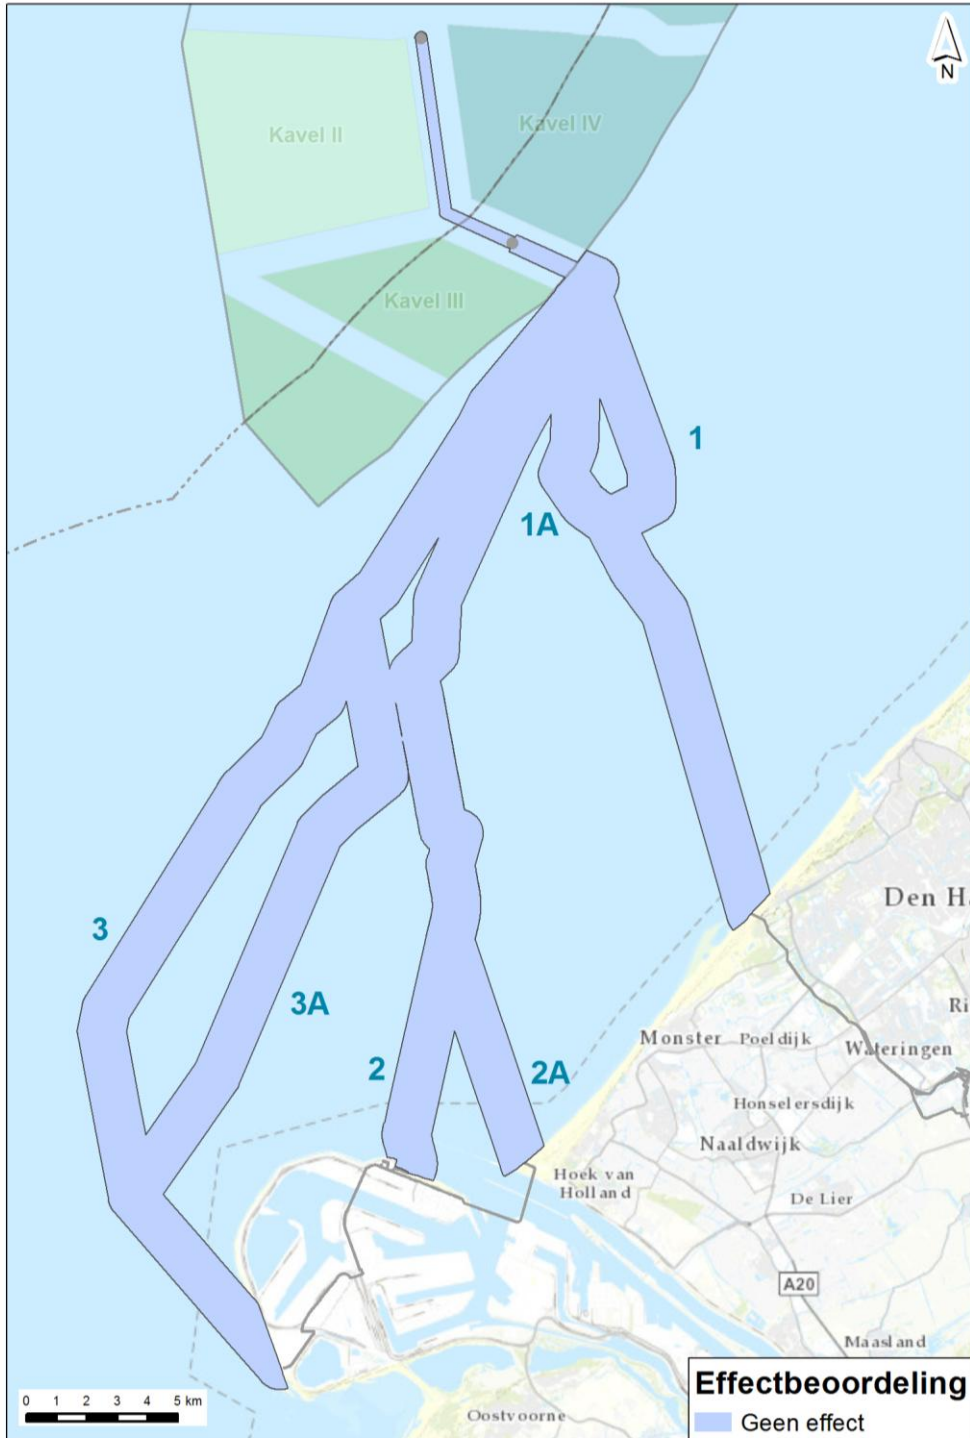 N
Kavel II
Kavel IV
Kavel III
1
1A
3
3A
2
2A
Den Ha
Ri
Monster
Poeldijk
Wateringen
Honselersdijk
Naaldwijk
Hoek van
Holland
De Lier
A20
Maasland
Oostvoorne
0 1 2 3 4 5 km
Effectbeoordeling
Geen effect